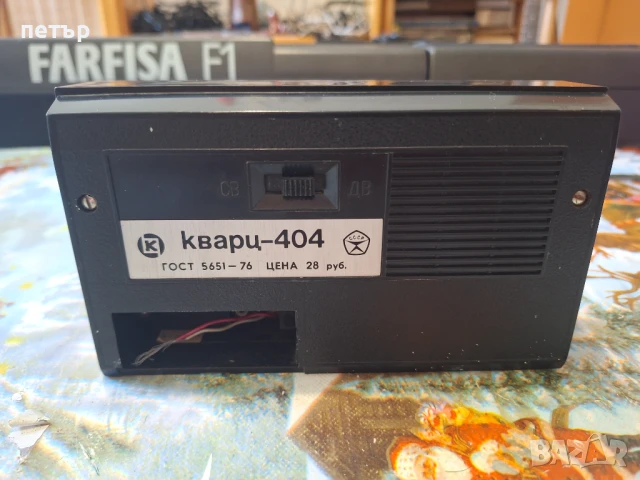 петър
FARFISA F1
СВ ДВ
К кварц-404 СССР
ГОСТ 5651-76 ЦЕНА 28 руб.
BAZAR